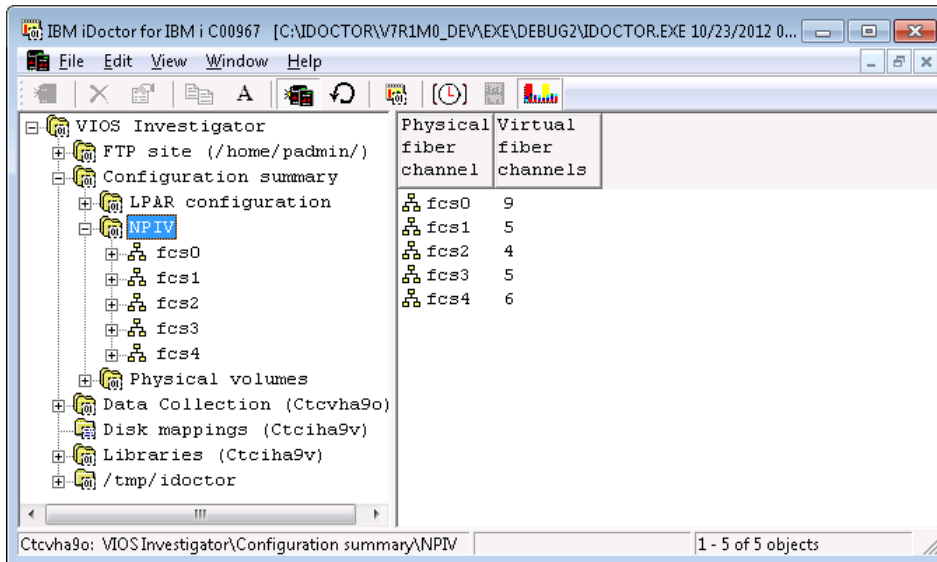 IBM iDoctor for IBM i C00967 [C:\IDOCTOR\V7R1M0_DEV\EXE\DEBUG2\IDOCTOR.EXE 10/23/2012 0...
File Edit View Window Help
VIOS Investigator
FTP site (/home/padmin/)
Configuration summary
LPAR configuration
NPIV
fcs0
fcs1
fcs2
fcs3
fcs4
Physical volumes
Data Collection (Ctcvha9o)
Disk mappings (Ctciha9v)
Libraries (Ctciha9v)
/tmp/idoctor
Physical fiber channel
Virtual fiber channels
fcs0 9
fcs1 5
fcs2 4
fcs3 5
fcs4 6
Ctcvha9o: VIOS Investigator\Configuration summary\NPIV
1 - 5 of 5 objects